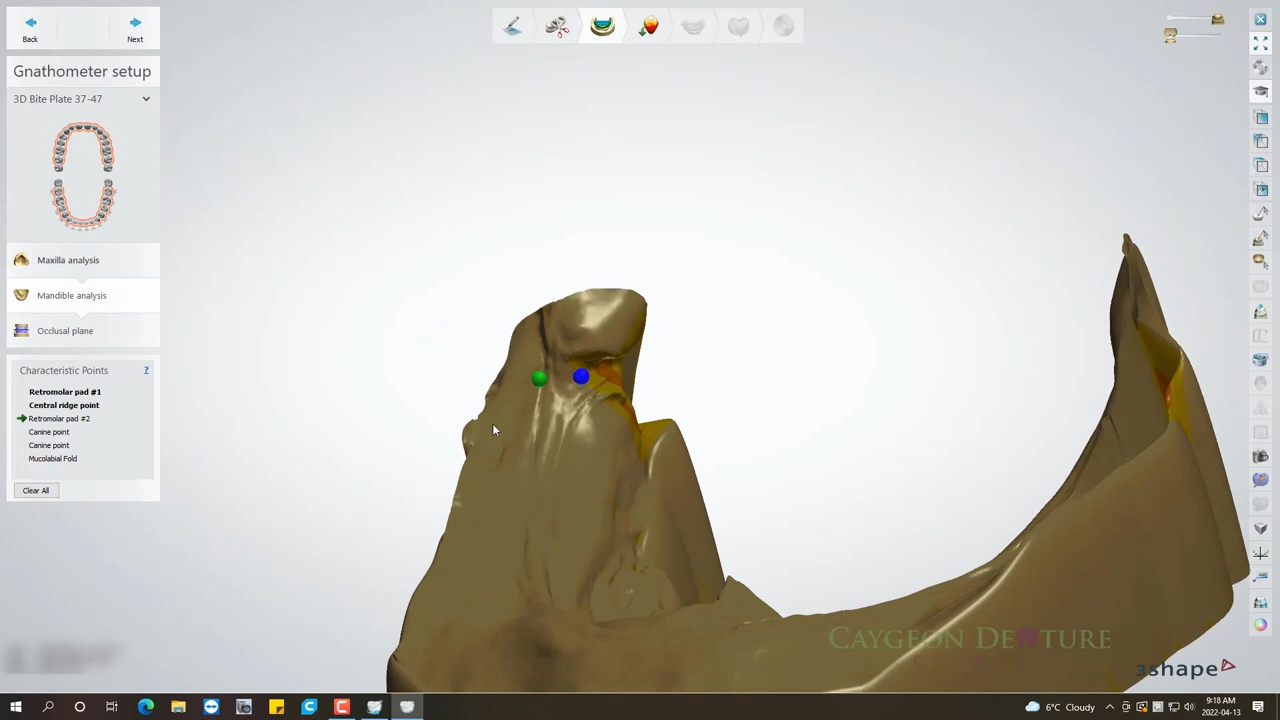 Back
Next
Gnathometer setup
3D Bite Plate 37-47
Maxilla analysis
Mandible analysis
Occlusal plane
Characteristic Points
?
Retromolar pad #1
Central ridge point
Retromolar pad #2
Canine point
Canine point
Mucolabial Fold
Clear All
CAYGEON DENTURE
3shape
6°C Cloudy
9:18 AM
2022-04-13